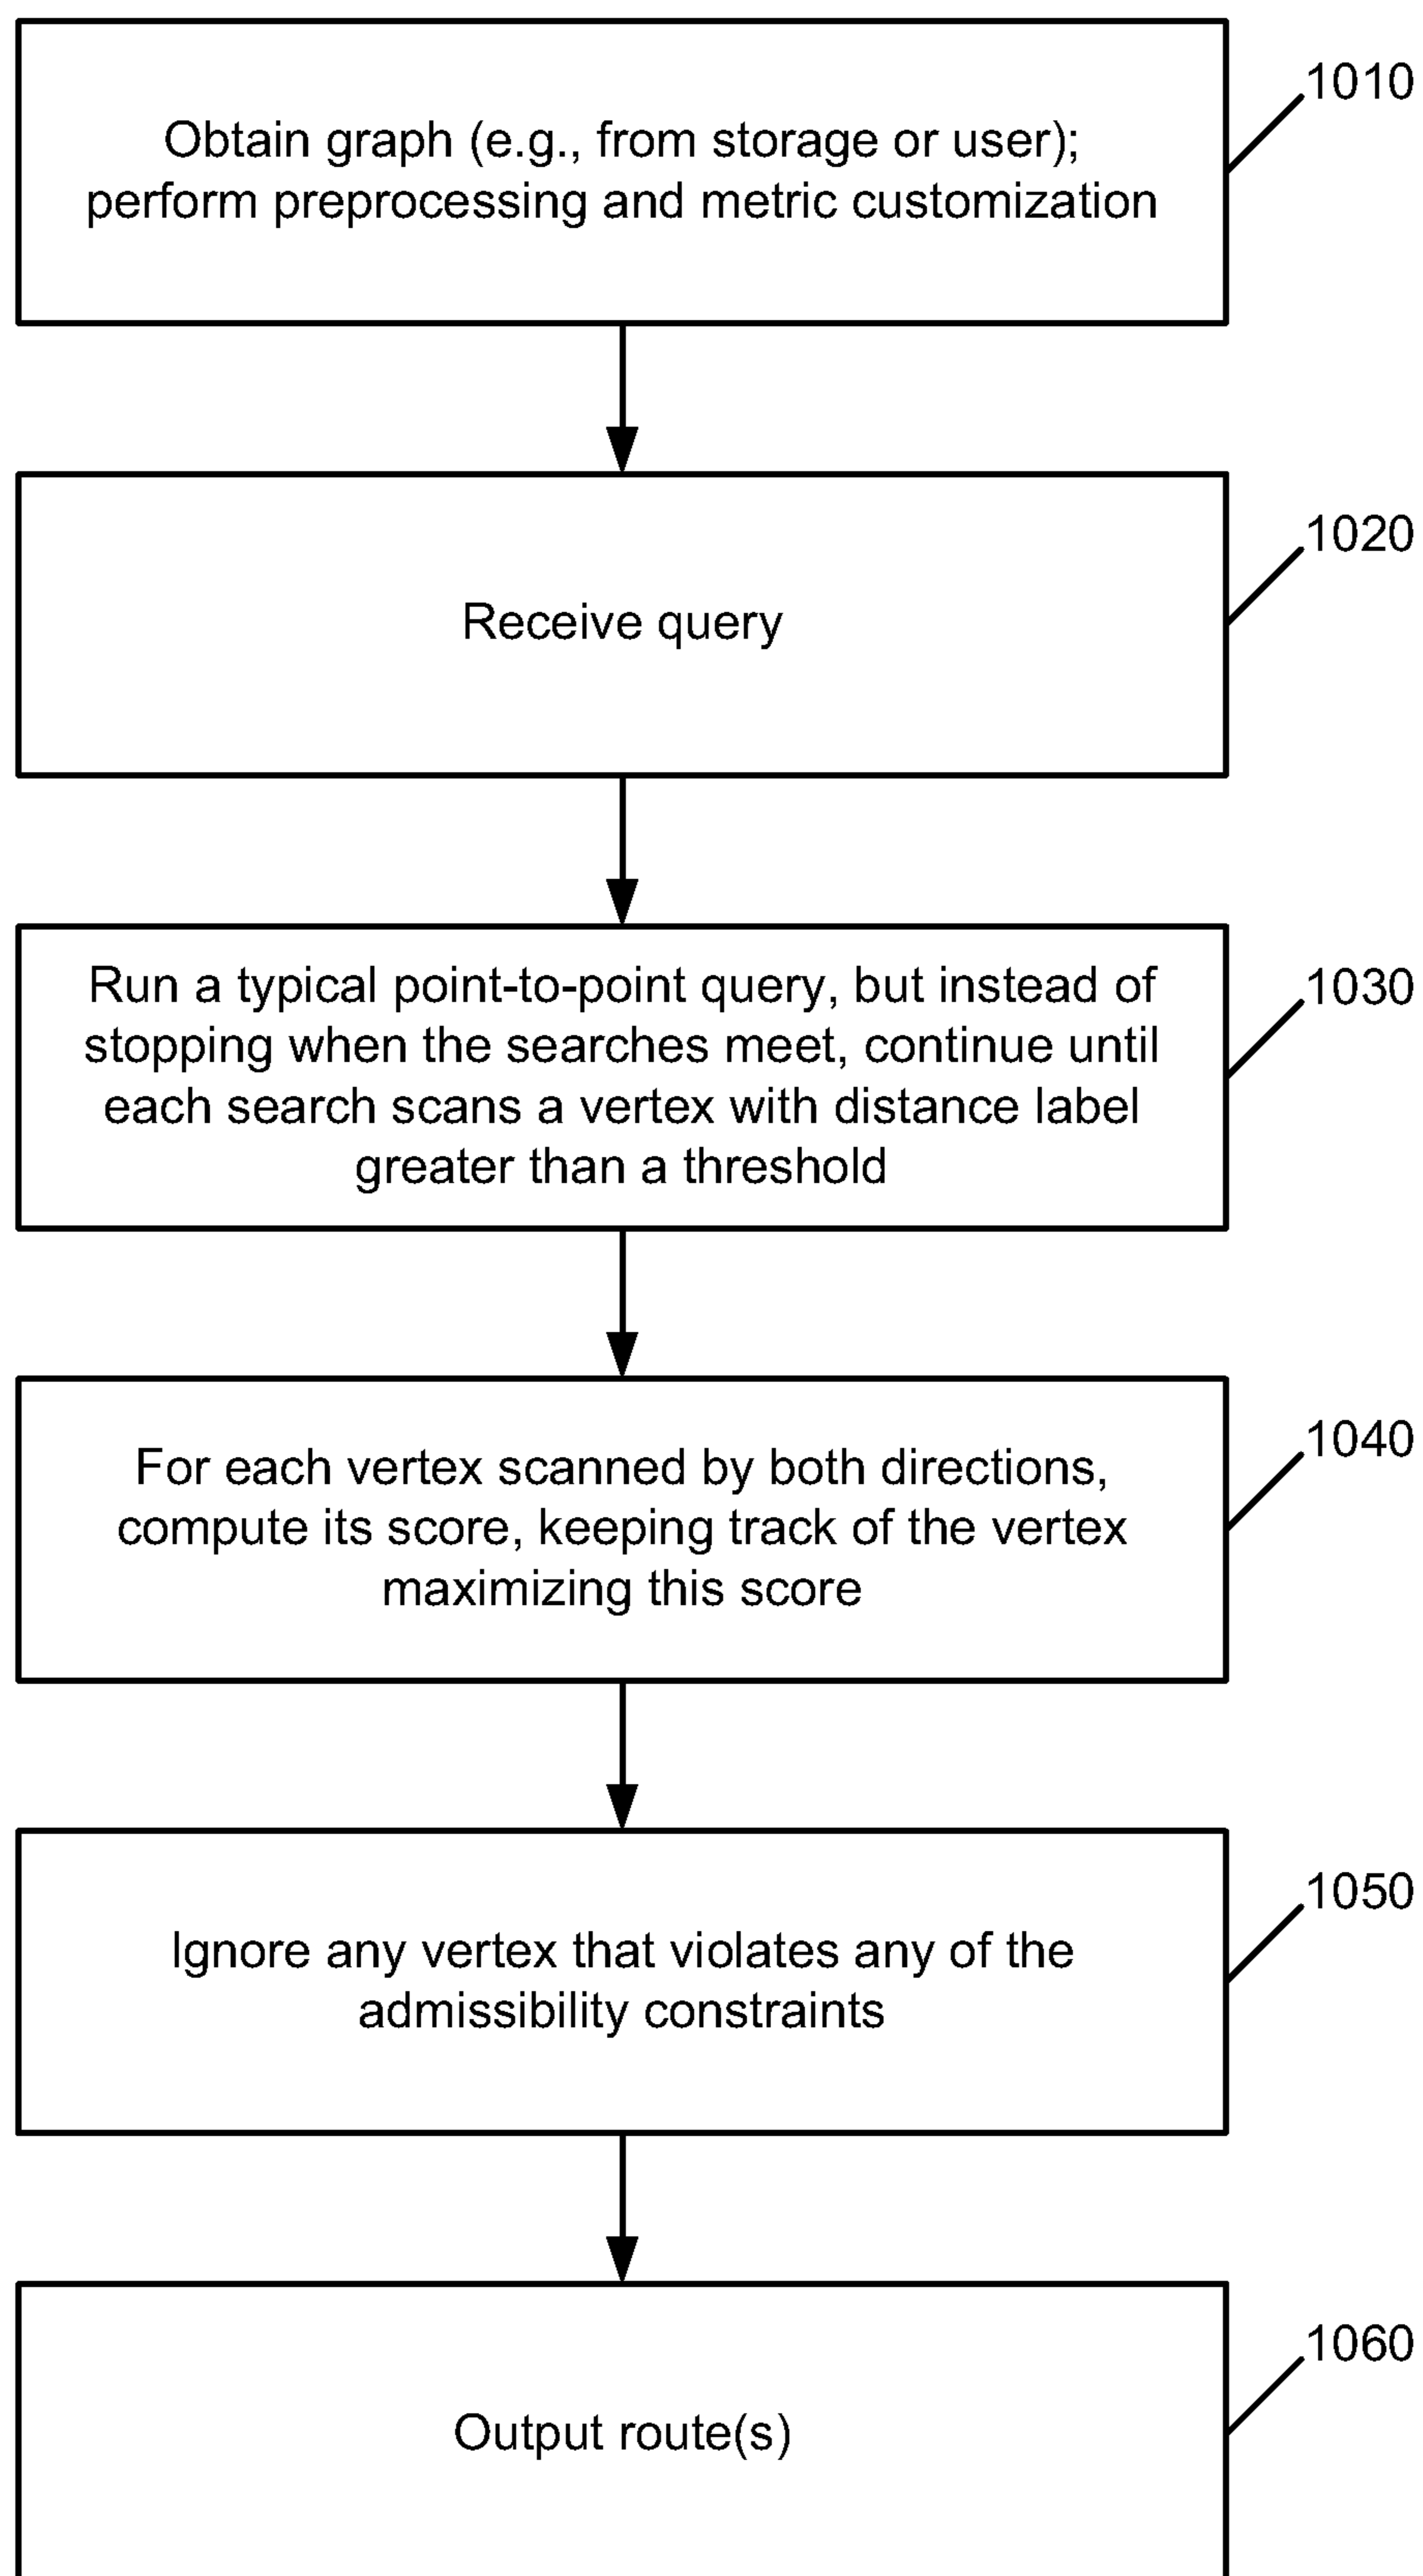 1010
Obtain graph (e.g., from storage or user);
perform preprocessing and metric customization
1020
Receive query
1030
Run a typical point-to-point query, but instead of
stopping when the searches meet, continue until
each search scans a vertex with distance label
greater than a threshold
1040
For each vertex scanned by both directions,
compute its score, keeping track of the vertex
maximizing this score
1050
Ignore any vertex that violates any of the
admissibility constraints
1060
Output route(s)